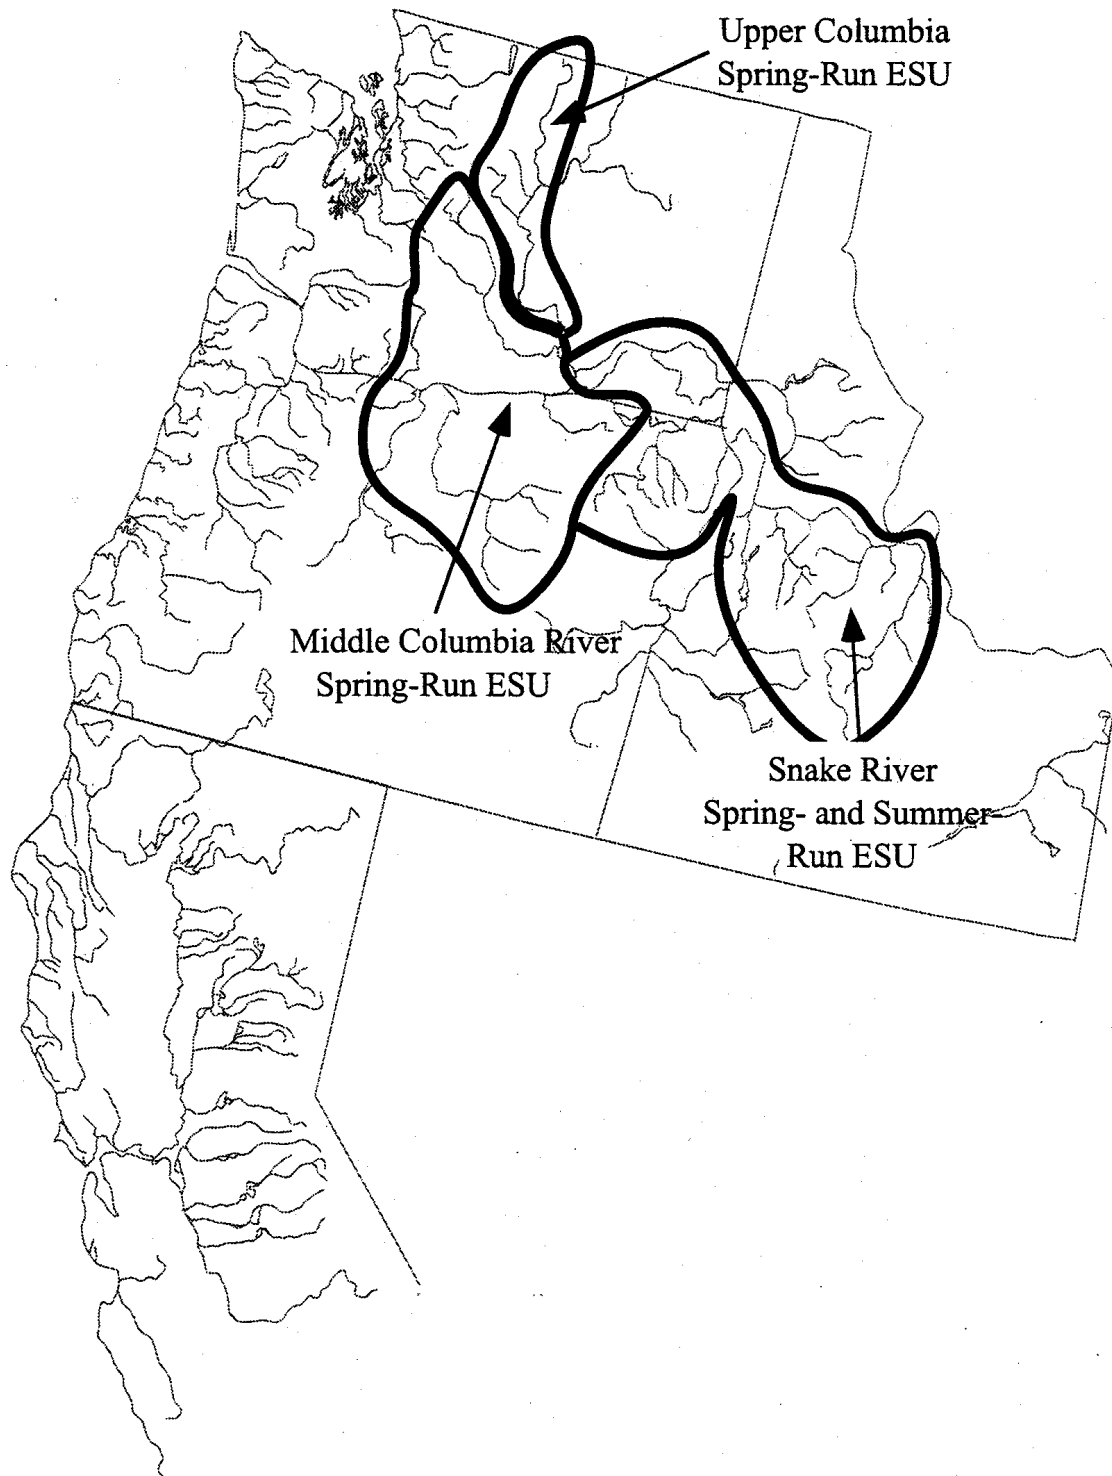 Upper Columbia
Spring-Run ESU
Middle Columbia River
Spring-Run ESU
Snake River
Spring- and Summer-
Run ESU